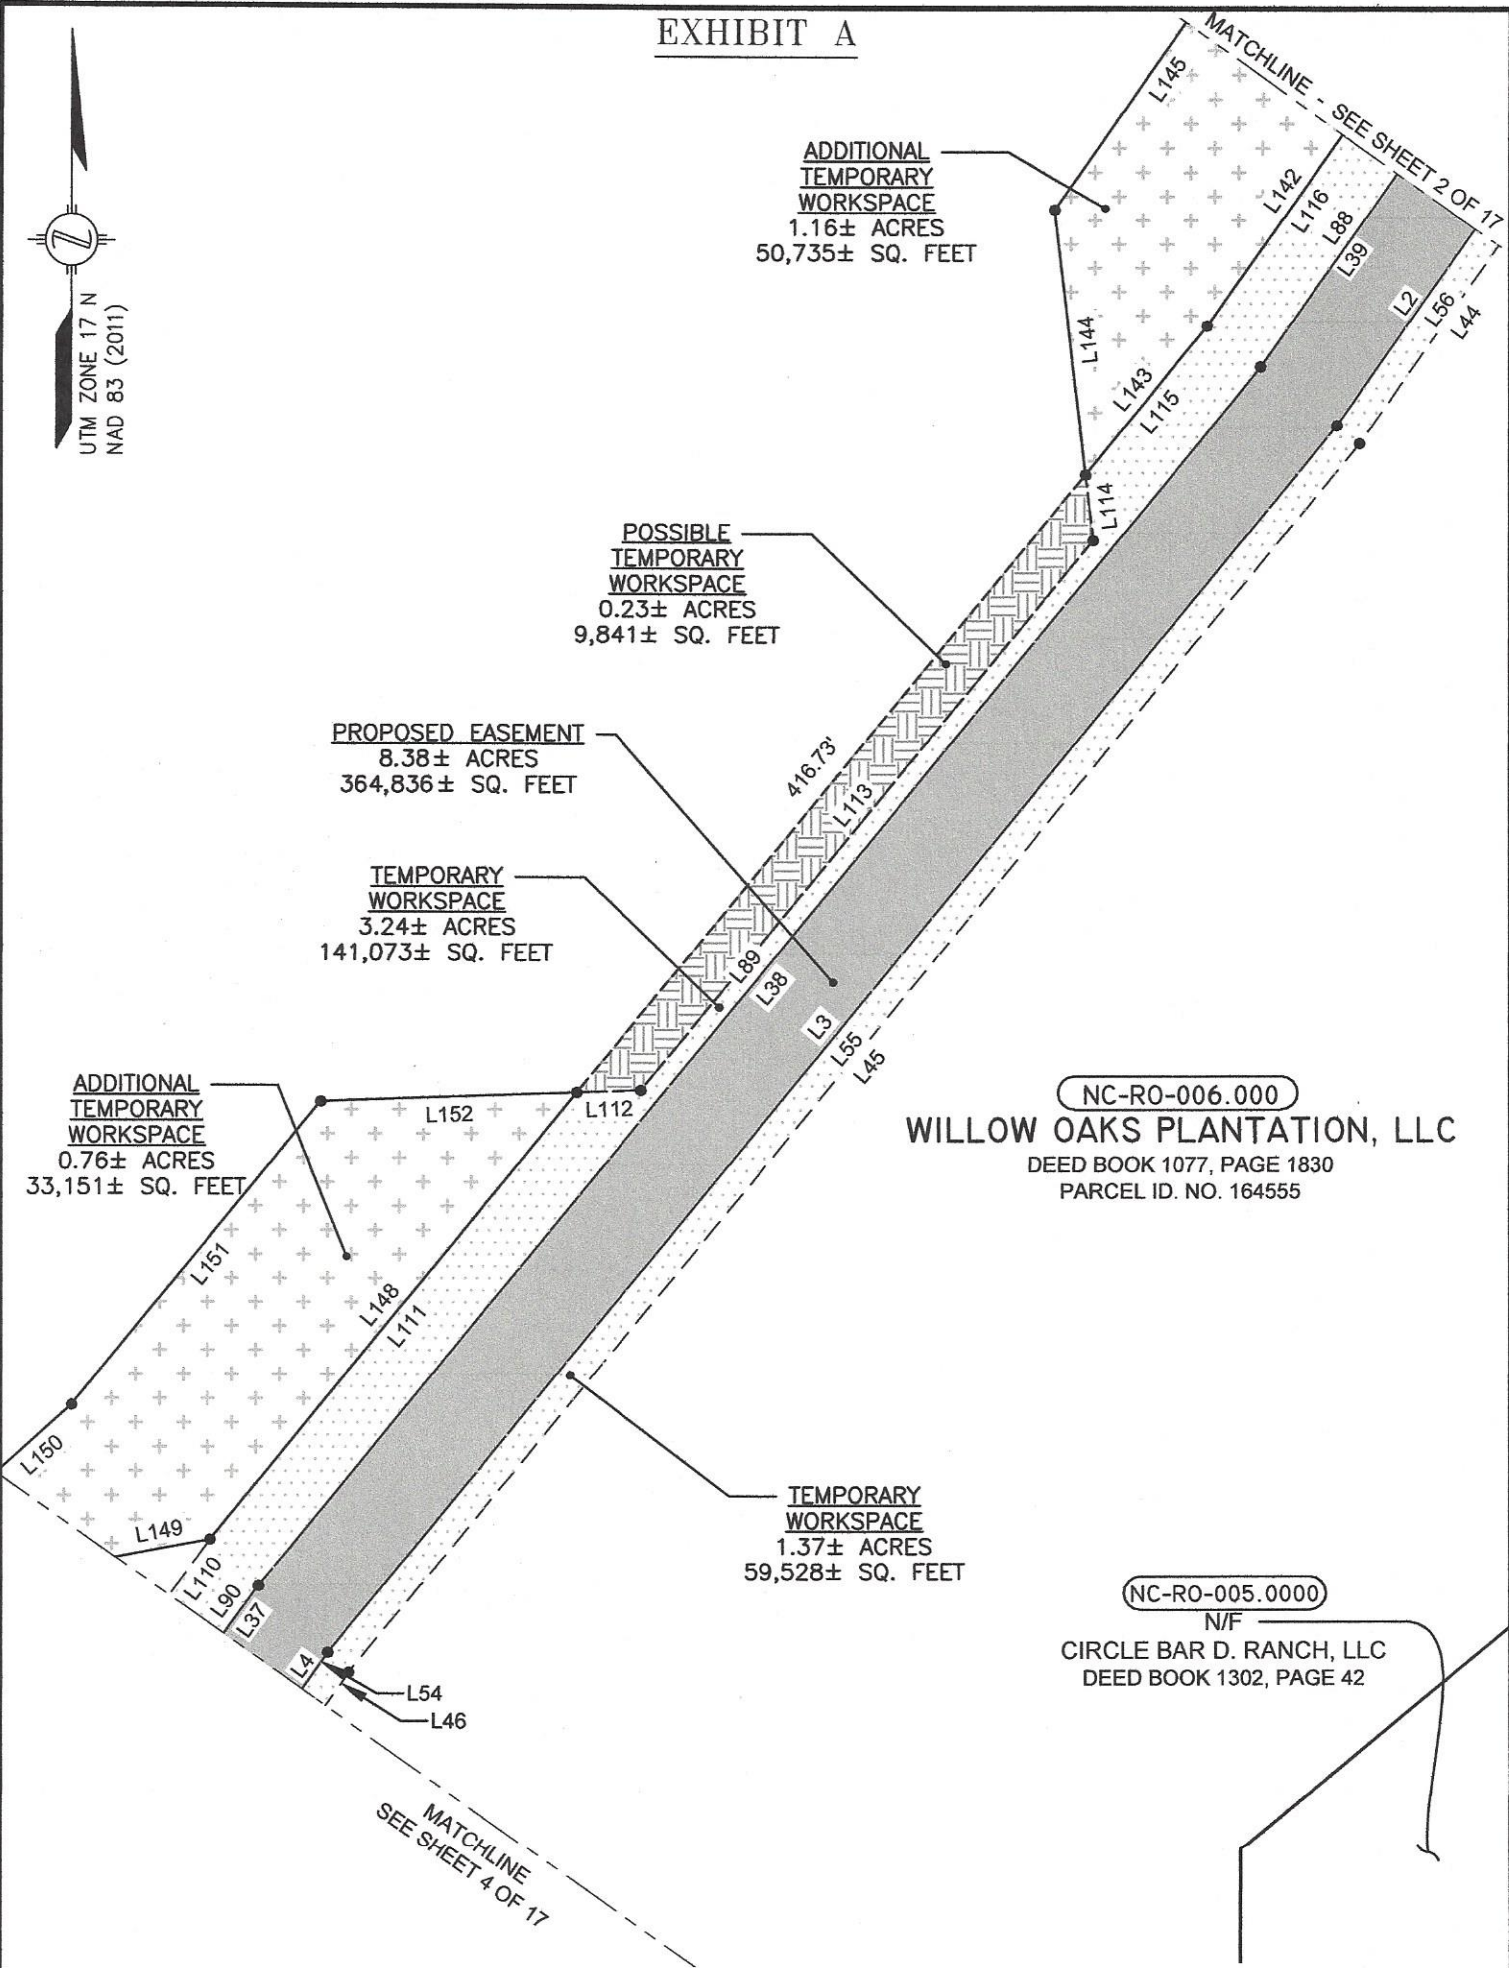 EXHIBIT A
MATCHLINE - SEE SHEET 2 OF 17
N
UTM ZONE 17 N
NAD 83 (2011)
ADDITIONAL
TEMPORARY
WORKSPACE
1.16± ACRES
50,735± SQ. FEET
L145
L142
L116
L88
L39
L2
L56
L44
L144
L143
L115
L114
POSSIBLE
TEMPORARY
WORKSPACE
0.23± ACRES
9,841± SQ. FEET
PROPOSED EASEMENT
8.38± ACRES
364,836± SQ. FEET
416.73'
L113
TEMPORARY
WORKSPACE
3.24± ACRES
141,073± SQ. FEET
L89
L38
L3
L55
L45
ADDITIONAL
TEMPORARY
WORKSPACE
0.76± ACRES
33,151± SQ. FEET
L152
L112
NC-RO-006.000
WILLOW OAKS PLANTATION, LLC
DEED BOOK 1077, PAGE 1830
PARCEL ID. NO. 164555
L151
L148
L111
L150
L149
L110
L90
L37
L4
L54
L46
TEMPORARY
WORKSPACE
1.37± ACRES
59,528± SQ. FEET
NC-RO-005.0000
N/F
CIRCLE BAR D. RANCH, LLC
DEED BOOK 1302, PAGE 42
MATCHLINE
SEE SHEET 4 OF 17